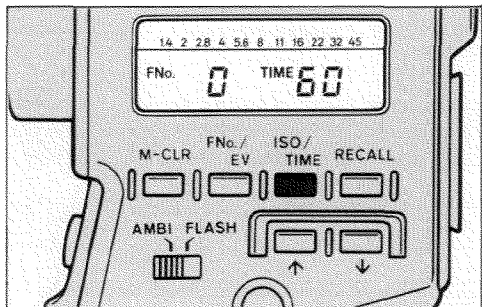 1.4 2 2.8 4 5.6 8 11 16 22 32 45
FNo. 0 TIME 60
M-CLR FNo./EV ISO/TIME RECALL
AMBI FLASH
↑ ↓